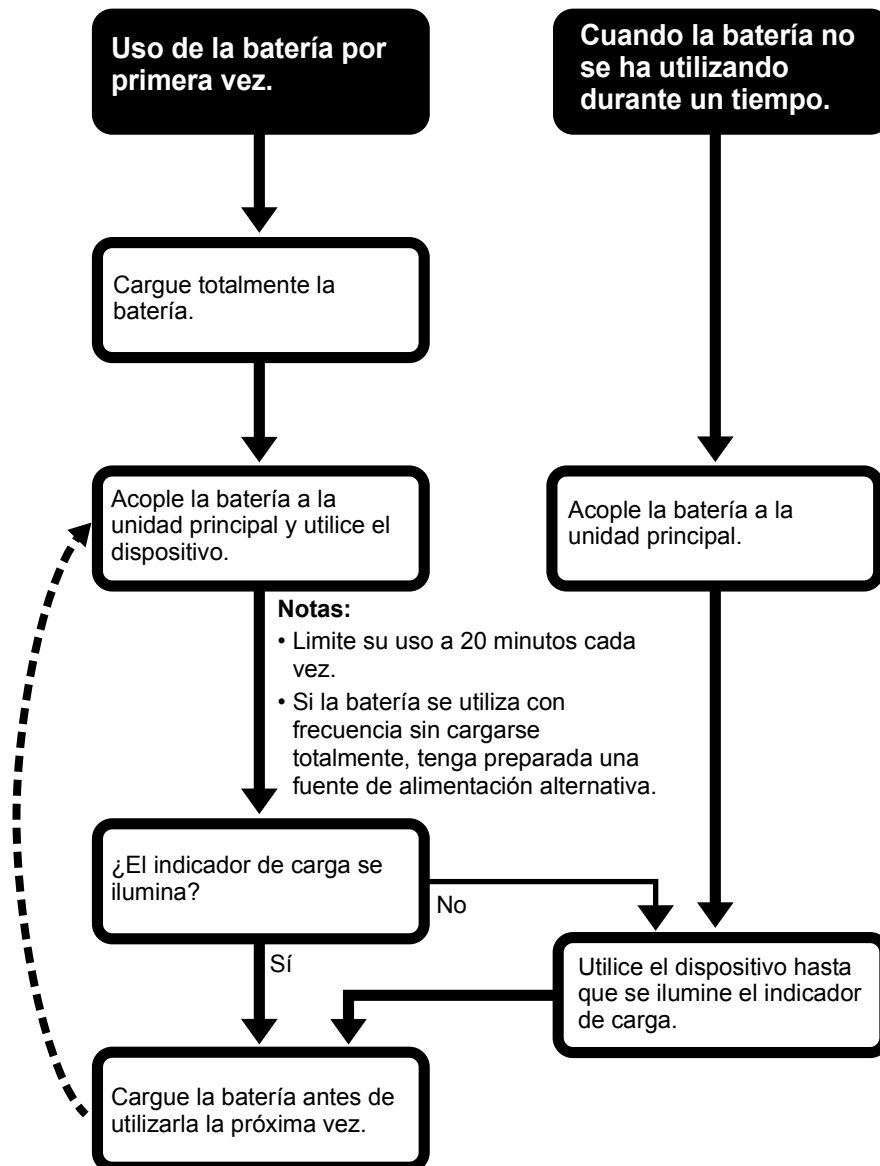 Uso de la batería por
primera vez.
Cuando la batería no
se ha utilizando
durante un tiempo.
Cargue totalmente la
batería.
Acople la batería a la
unidad principal y utilice el
dispositivo.
Acople la batería a la
unidad principal.
Notas:
• Limite su uso a 20 minutos cada
vez.
• Si la batería se utiliza con
frecuencia sin cargarse
totalmente, tenga preparada una
fuente de alimentación alternativa.
¿El indicador de carga se
ilumina?
No
Sí
Utilice el dispositivo hasta
que se ilumine el indicador
de carga.
Cargue la batería antes de
utilizarla la próxima vez.